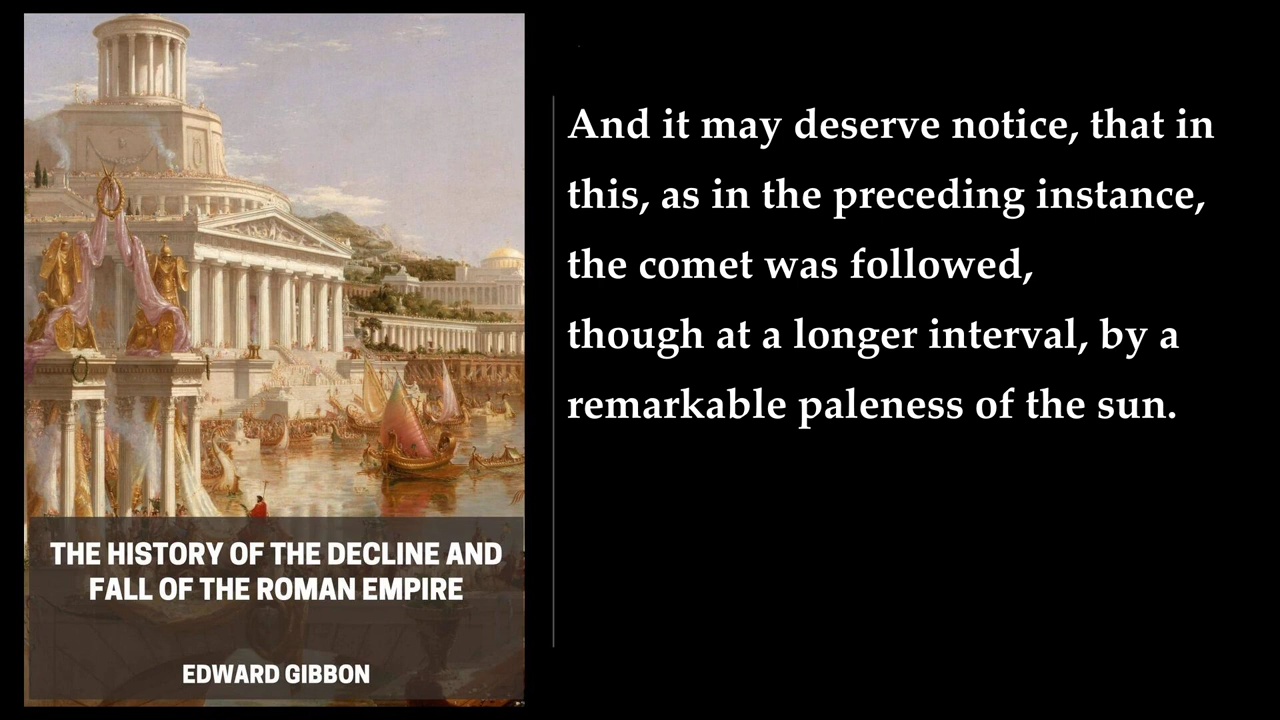 THE HISTORY OF THE DECLINE AND
FALL OF THE ROMAN EMPIRE
EDWARD GIBBON
And it may deserve notice, that in
this, as in the preceding instance,
the comet was followed,
though at a longer interval, by a
remarkable paleness of the sun.